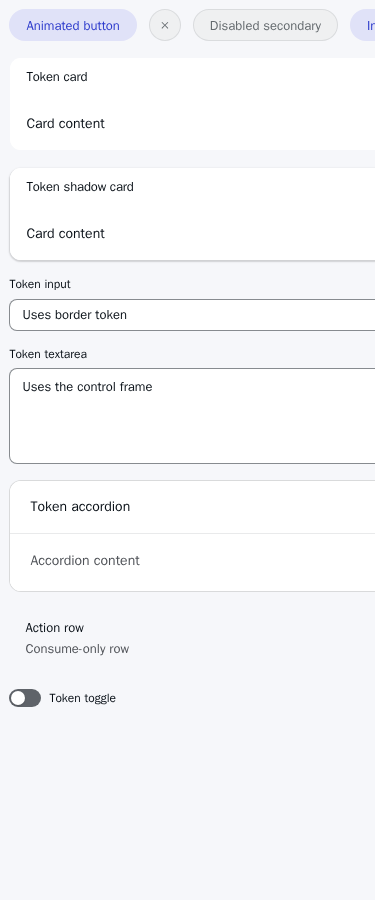 Animated button × Disabled secondary
Token card
Card content
Token shadow card
Card content
Token input
Uses border token
Token textarea
Uses the control frame
Token accordion
Accordion content
Action row
Consume-only row
Token toggle